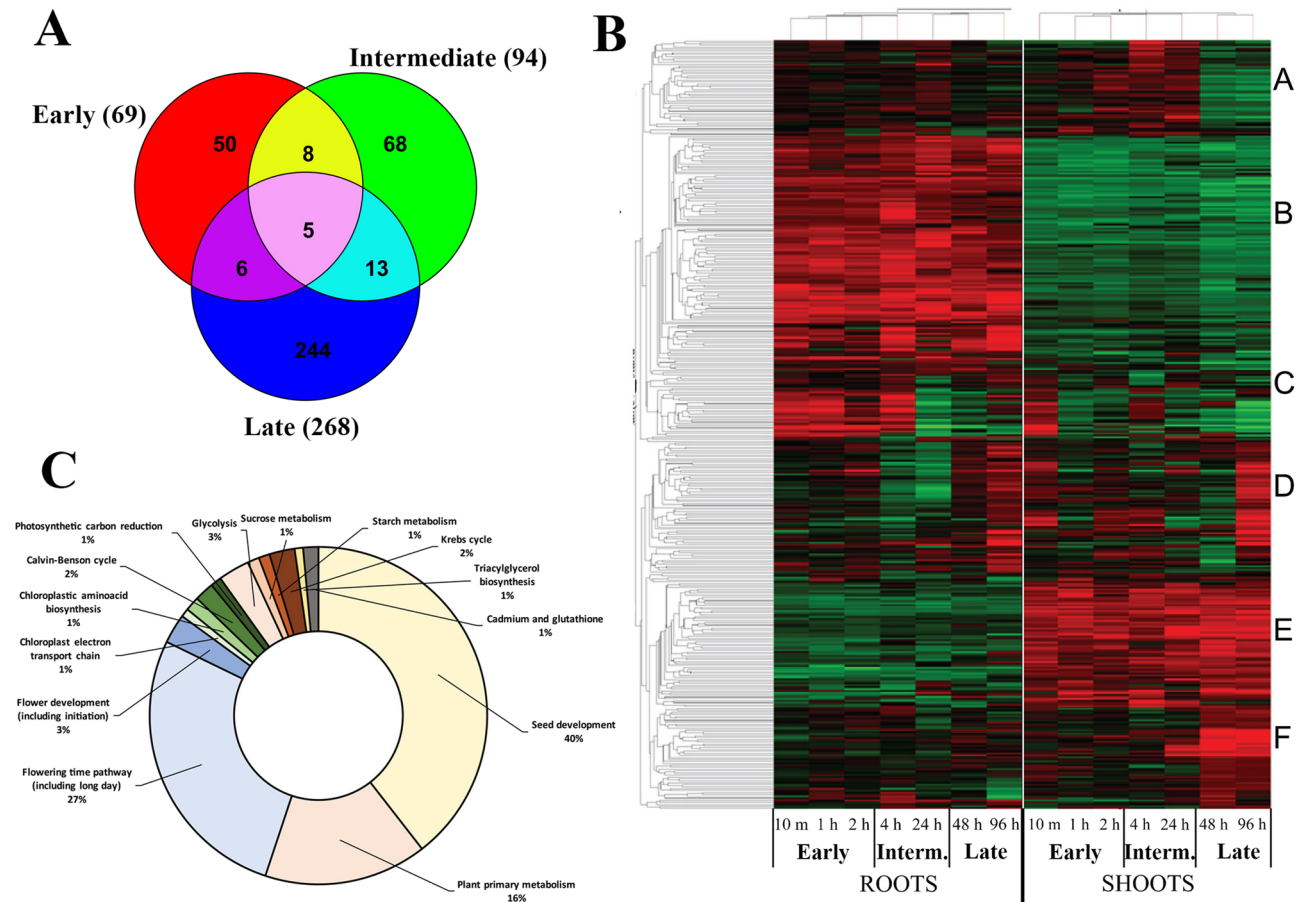 A
Intermediate (94)
Early (69)
50
8
68
5
6
13
244
Late (268)
B
A
B
C
D
E
F
10 m 1 h 2 h 4 h 24 h 48 h 96 h 10 m 1 h 2 h 4 h 24 h 48 h 96 h
Early Interm. Late Early Interm. Late
ROOTS SHOOTS
C
Photosynthetic carbon reduction
1%
Glycolysis
3%
Sucrose metabolism
1%
Starch metabolism
1%
Krebs cycle
2%
Calvin-Benson cycle
2%
Triacylglycerol
biosynthesis
1%
Chloroplastic aminoacid
biosynthesis
1%
Cadmium and glutathione
1%
Chloroplast electron
transport chain
1%
Flower development
(including initiation)
3%
Seed development
40%
Flowering time pathway
(including long day)
27%
Plant primary metabolism
16%